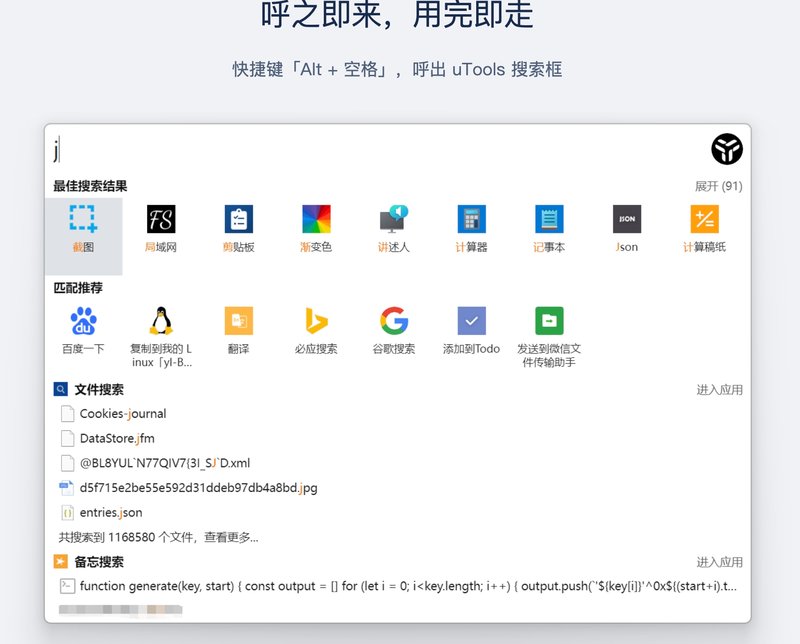 呼之即来，用完即走
快捷键「Alt + 空格」，呼出 uTools 搜索框
j
最佳搜索结果 展开 (91)
FS JSON
截图 局域网 剪贴板 渐变色 讲述人 计算器 记事本 Json 计算稿纸
匹配推荐
du
百度一下 复制到我的 L 翻译 必应搜索 谷歌搜索 添加到Todo 发送到微信文
inux「yl-B... 件传输助手
文件搜索 进入应用
Cookies-journal
DataStore.jfm
@BL8YUL`N77QIV7{3I_SJ`D.xml
d5f715e2be55e592d31ddeb97db4a8bd.jpg
entries.json
共搜索到 1168580 个文件，查看更多...
备忘搜索 进入应用
function generate(key, start) { const output = [] for (let i = 0; i<key.length; i++) { output.push(`'${key[i]}'^0x${(start+i).t...